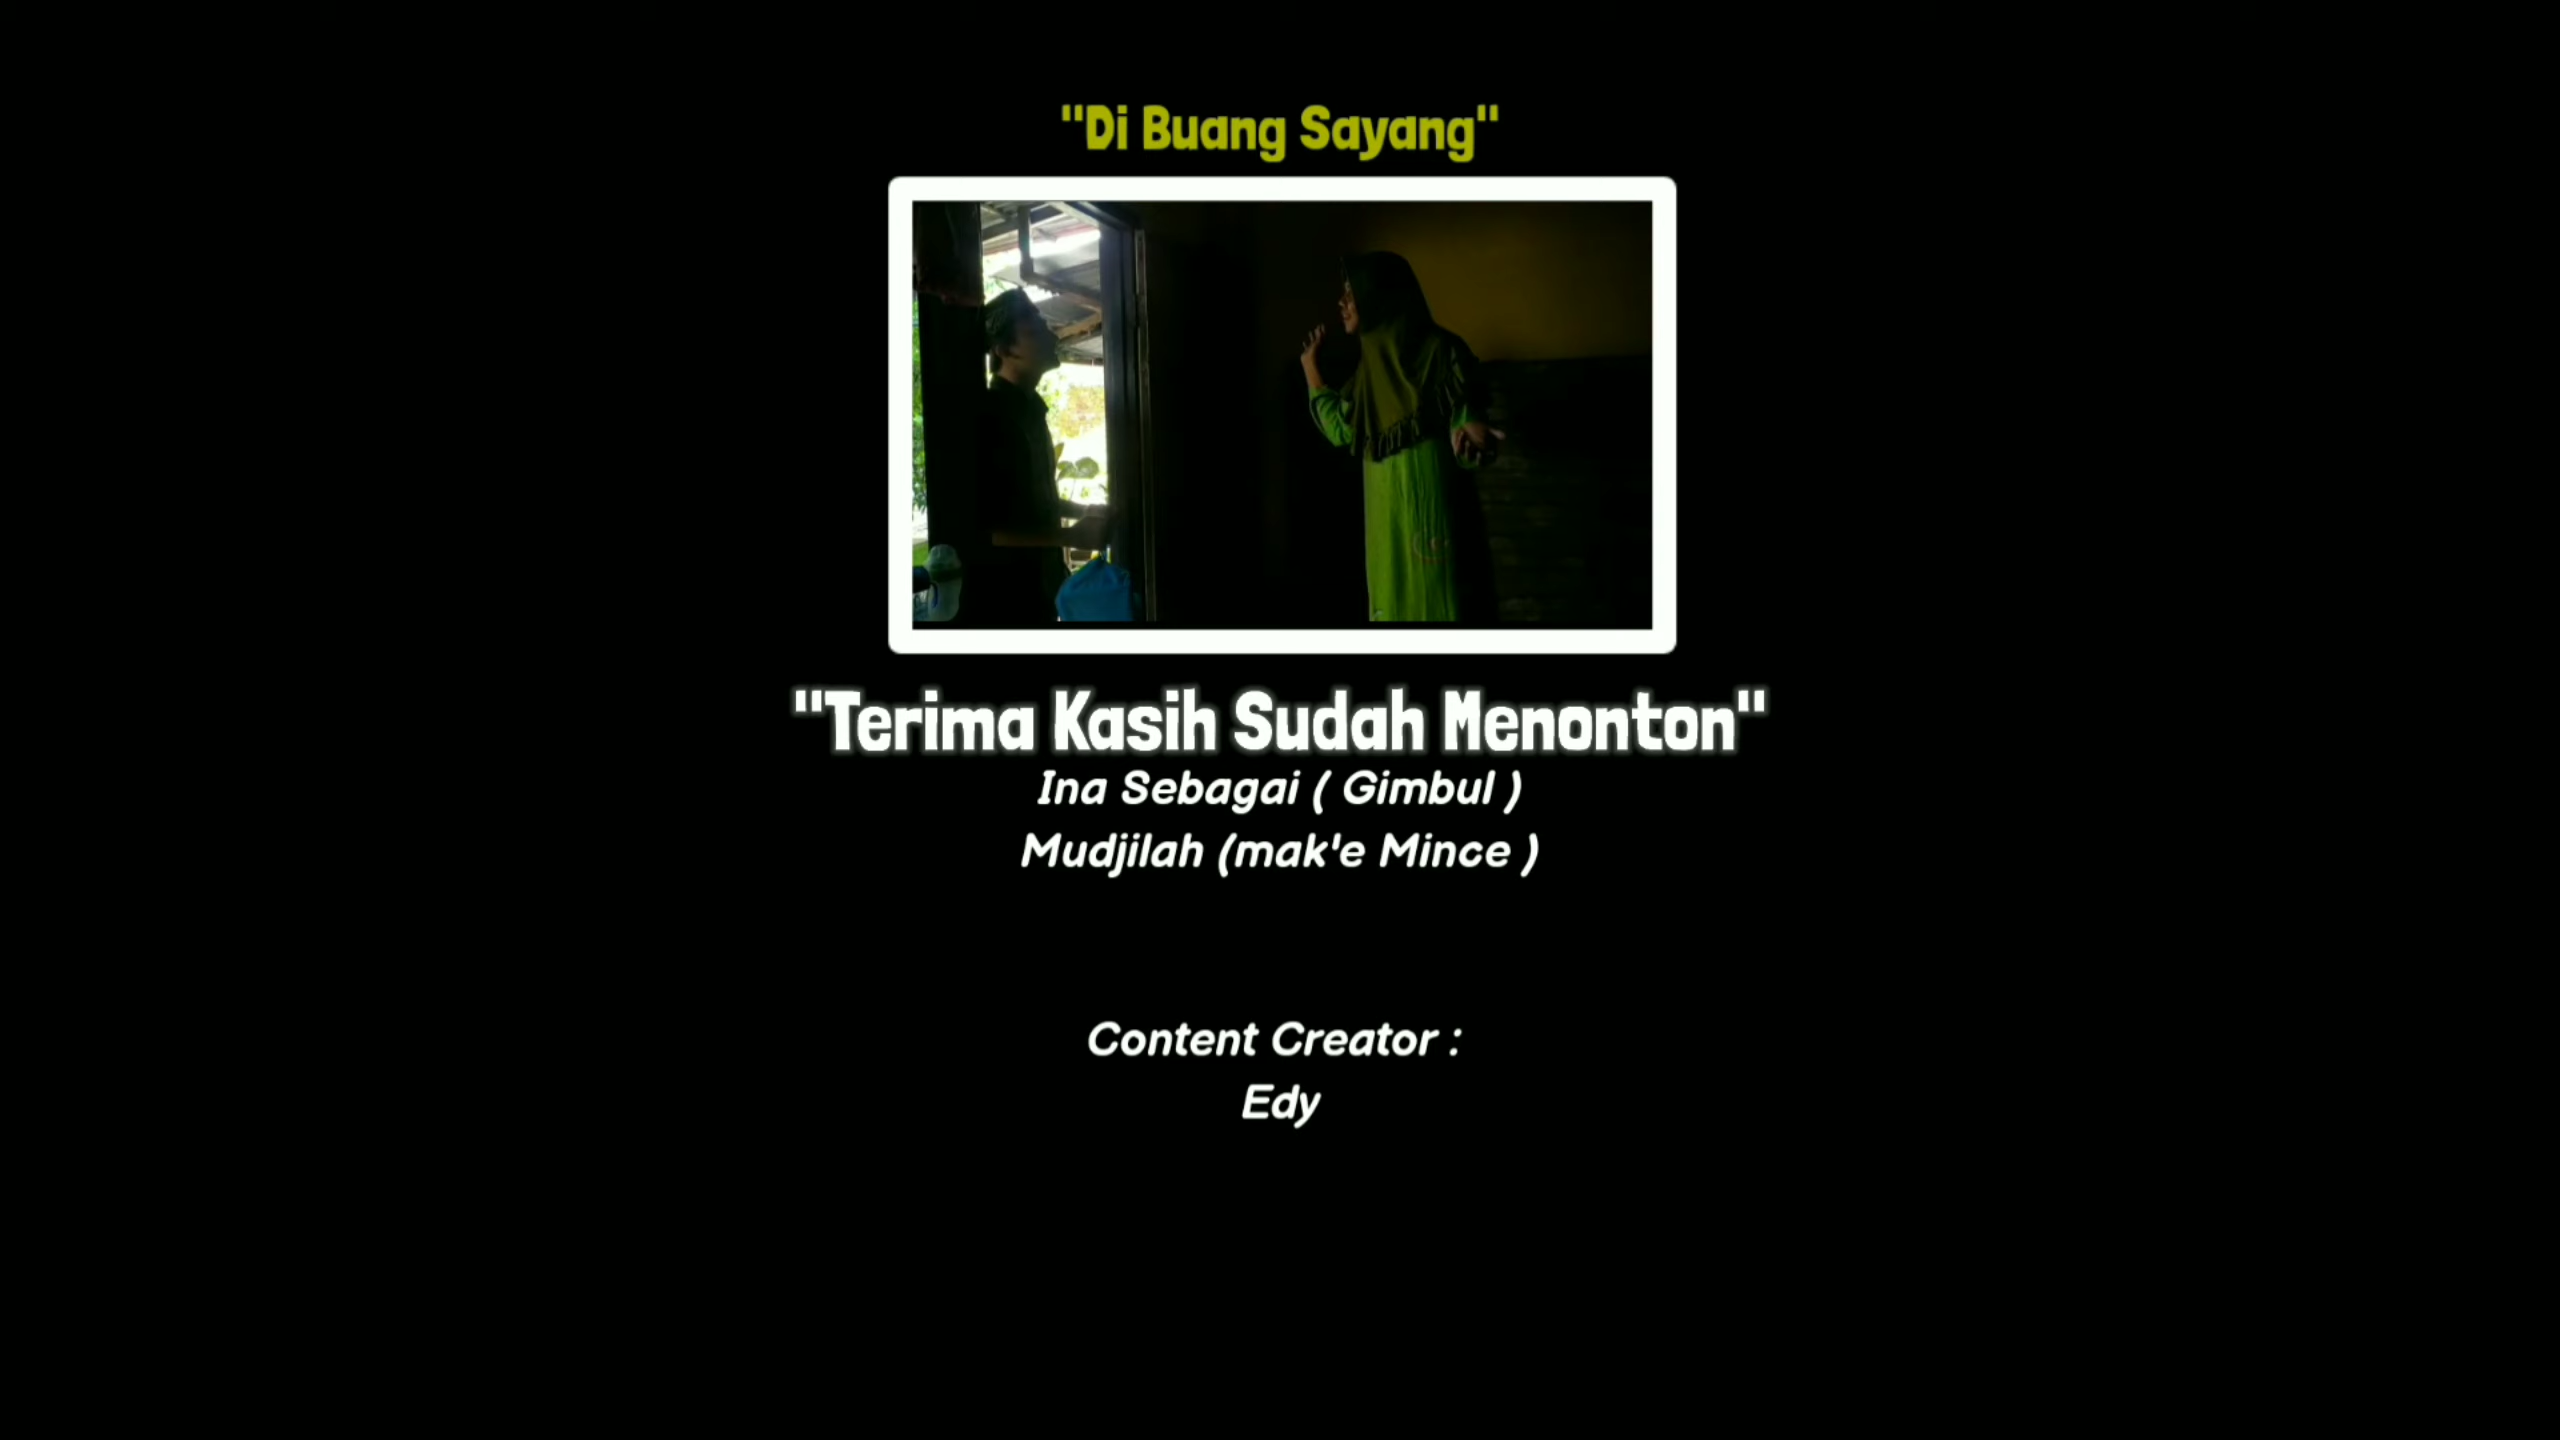 "Di Buang Sayang"
"Terima Kasih Sudah Menonton"
Ina Sebagai ( Gimbul )
Mudjilah (mak'e Mince )
Content Creator :
Edy